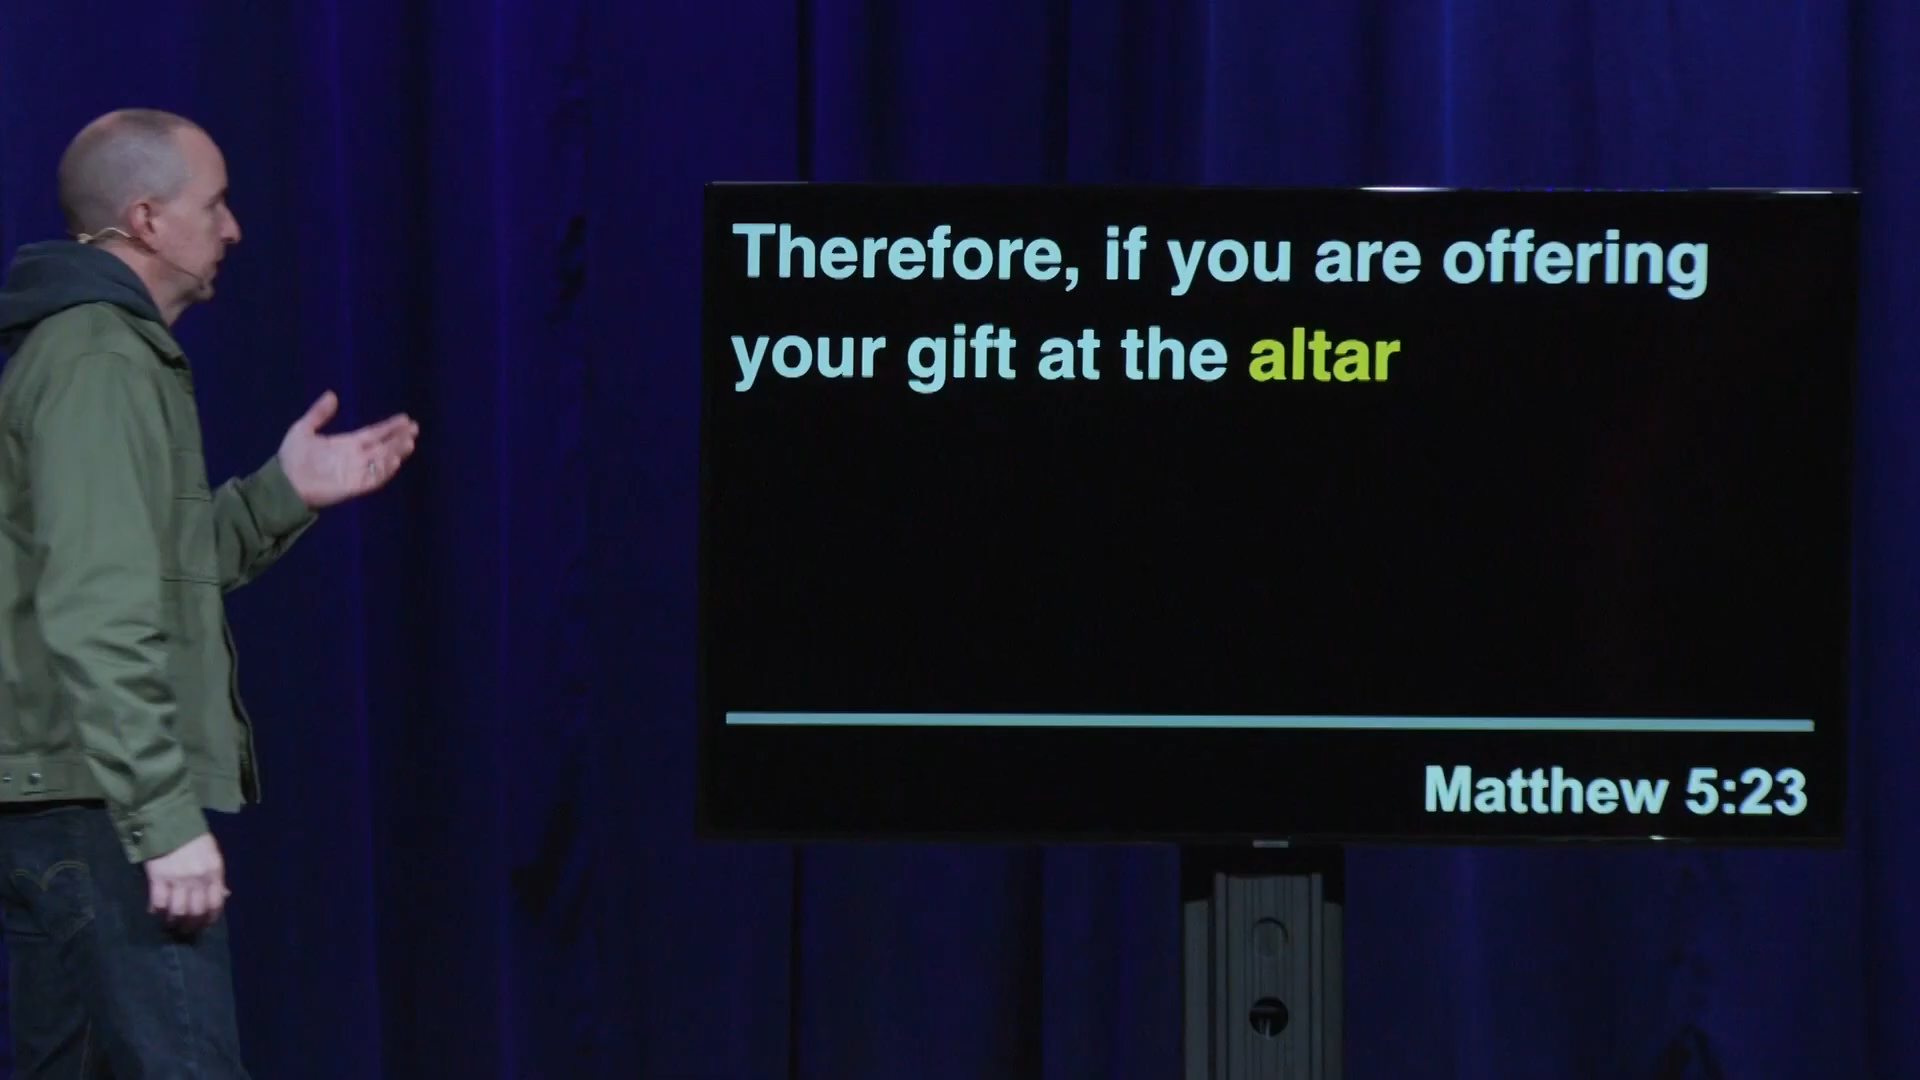 Therefore, if you are offering
your gift at the altar
Matthew 5:23